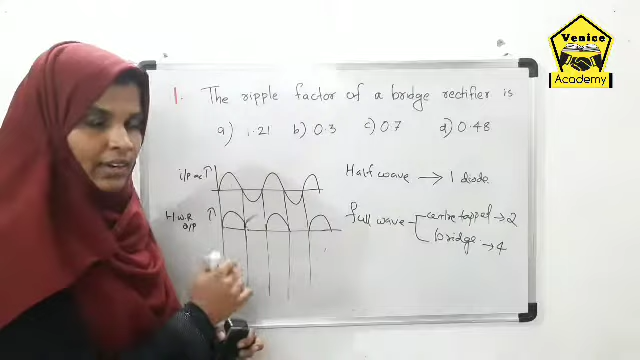 Venice
Academy
1. The ripple factor of a bridge rectifier is
a) 1.21 b) 0.3 c) 0.7 d) 0.48
i/p ac
Half wave → 1 diode
H.W.R
o/p
full wave
centre tapped → 2
bridge → 4